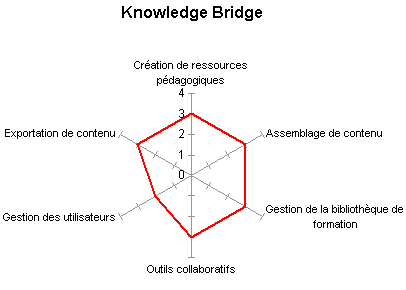 Knowledge Bridge
Création de ressources
pédagogiques
4
3
2
1
0
Exportation de contenu
Assemblage de contenu
Gestion des utilisateurs
Gestion de la bibliothèque de
formation
Outils collaboratifs